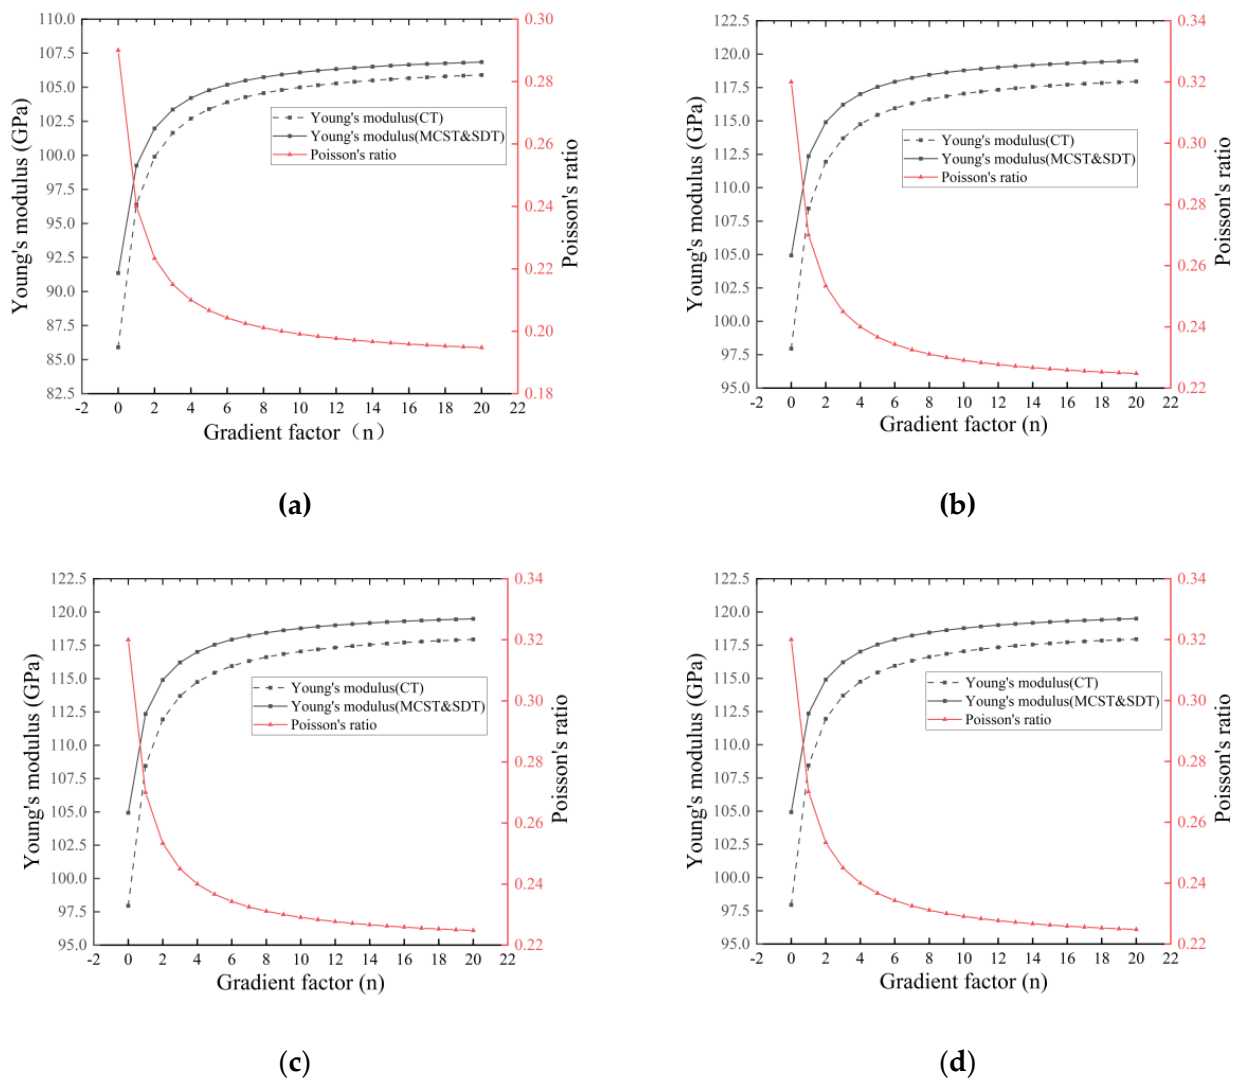 110.0
107.5
105.0
102.5
100.0
97.5
95.0
92.5
90.0
87.5
85.0
82.5
Young's modulus (GPa)
Young's modulus(CT)
Young's modulus(MCST&SDT)
Poisson's ratio
0.30
0.28
0.26
0.24
0.22
0.20
0.18
Poisson's ratio
-2 0 2 4 6 8 10 12 14 16 18 20 22
Gradient factor（n）
(a)
122.5
120.0
117.5
115.0
112.5
110.0
107.5
105.0
102.5
100.0
97.5
95.0
Young's modulus (GPa)
Young's modulus(CT)
Young's modulus(MCST&SDT)
Poisson's ratio
0.34
0.32
0.30
0.28
0.26
0.24
0.22
Poisson's ratio
-2 0 2 4 6 8 10 12 14 16 18 20 22
Gradient factor (n)
(b)
122.5
120.0
117.5
115.0
112.5
110.0
107.5
105.0
102.5
100.0
97.5
95.0
Young's modulus (GPa)
Young's modulus(CT)
Young's modulus(MCST&SDT)
Poisson's ratio
0.34
0.32
0.30
0.28
0.26
0.24
0.22
Poisson's ratio
-2 0 2 4 6 8 10 12 14 16 18 20 22
Gradient factor (n)
(c)
122.5
120.0
117.5
115.0
112.5
110.0
107.5
105.0
102.5
100.0
97.5
95.0
Young's modulus (GPa)
Young's modulus(CT)
Young's modulus(MCST&SDT)
Poisson's ratio
0.34
0.32
0.30
0.28
0.26
0.24
0.22
Poisson's ratio
-2 0 2 4 6 8 10 12 14 16 18 20 22
Gradient factor (n)
(d)